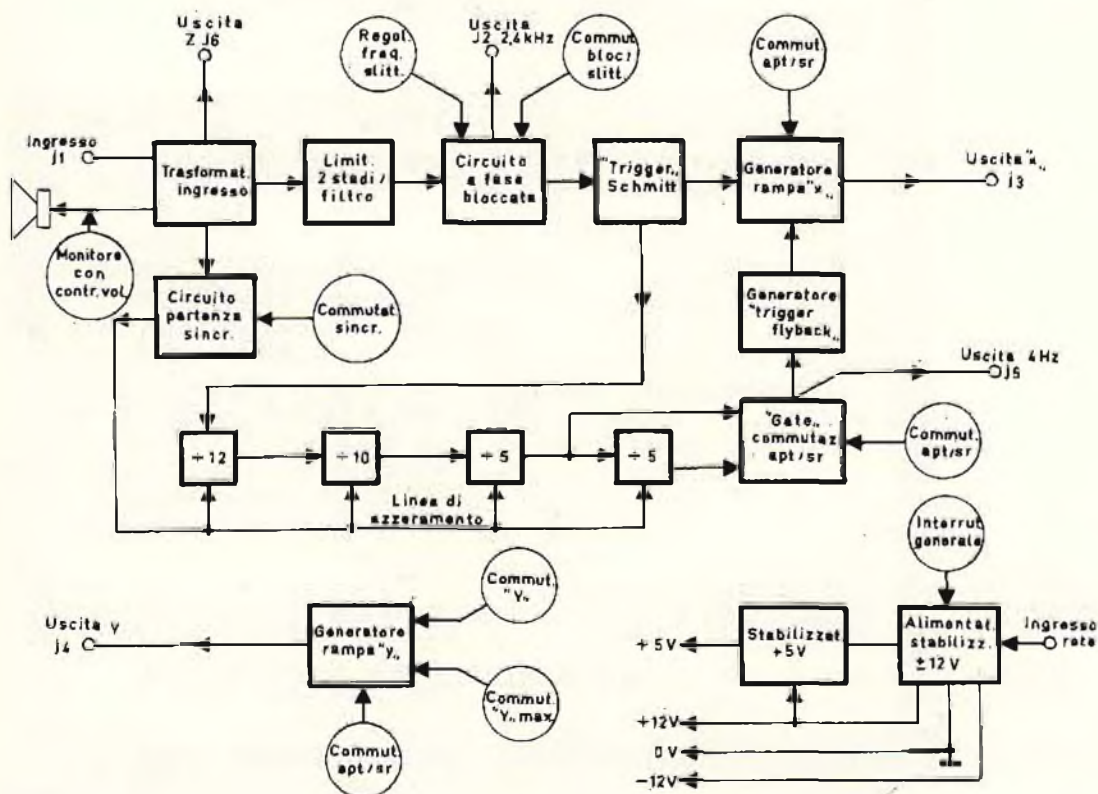 Uscita
Z J6
Regol.
freq.
slitt.
Uscita
J2 2,4kHz
Commut
bloc/
slitt.
Commut
apt/sr
Ingresso
j1
Trasformat.
ingresso
Limit.
2 stadi/
filtro
Circuito
a fase
bloccata
"Trigger„
Schmitt
Generatore
rampa "x„
Uscita "x„
j3
Monitore
con
contr. vol.
Circuito
partenza
sincr.
Commutat
sincr.
Generatore
"trigger
flyback„
Uscita 4Hz
j5
÷12
÷10
÷5
÷5
"Gate„
commutaz
apt/sr
Commut.
apt/sr
Linea di
azzeramento
Interrut
generale
Uscita y
j4
Generatore
rampa "y„
Commut.
"Y„
Commut.
"Y„ max.
Commut
apt/sr
+5V
Stabilizzat.
+5V
Alimentat.
stabilizz.
±12V
Ingresso
rete
+12V
0V
-12V